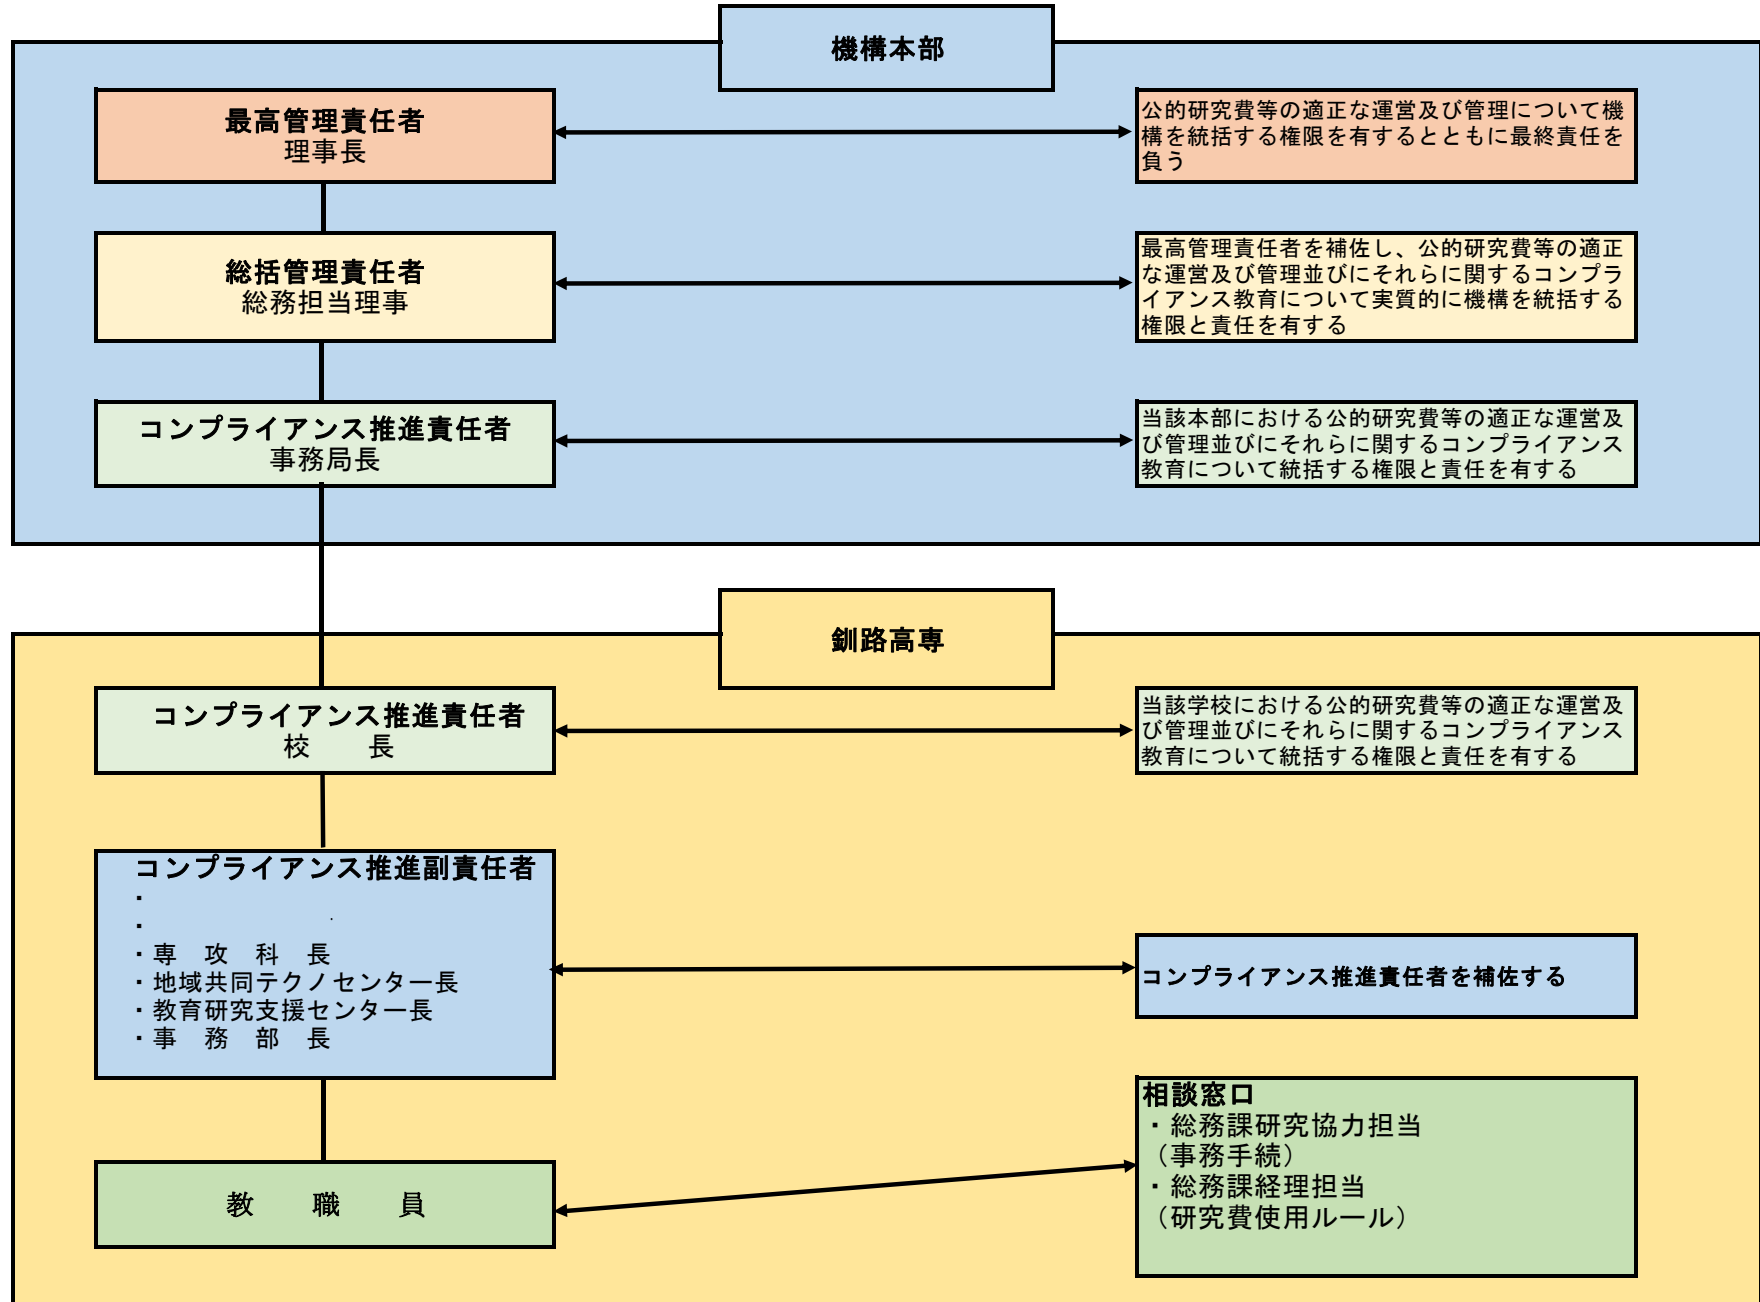 機構本部
最高管理責任者
理事長
公的研究費等の適正な運営及び管理について機
構を統括する権限を有するとともに最終責任を
負う
総括管理責任者
総務担当理事
最高管理責任者を補佐し、公的研究費等の適正
な運営及び管理並びにそれらに関するコンプラ
イアンス教育について実質的に機構を統括する
権限と責任を有する
コンプライアンス推進責任者
事務局長
当該本部における公的研究費等の適正な運営及
び管理並びにそれらに関するコンプライアンス
教育について統括する権限と責任を有する
釧路高専
コンプライアンス推進責任者
校　　長
当該学校における公的研究費等の適正な運営及
び管理並びにそれらに関するコンプライアンス
教育について統括する権限と責任を有する
コンプライアンス推進副責任者
・
・
・専　攻　科　長
・地域共同テクノセンター長
・教育研究支援センター長
・事　務　部　長
コンプライアンス推進責任者を補佐する
教　　職　　員
相談窓口
・総務課研究協力担当
（事務手続）
・総務課経理担当
（研究費使用ルール）